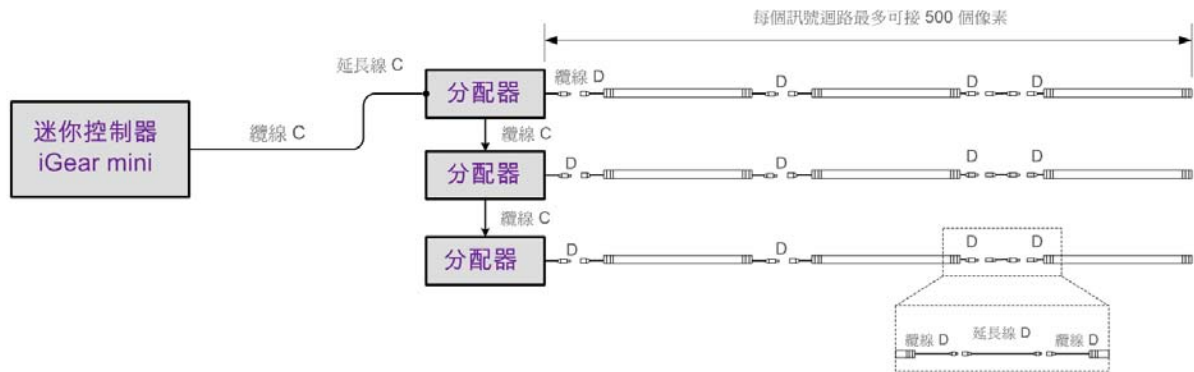 每個訊號迴路最多可接 500 個像素
延長線 C
分配器
纜線 D
D
D
D
迷你控制器
iGear mini
纜線 C
纜線 C
分配器
D
D
D
D
纜線 C
分配器
D
D
D
D
纜線 D
延長線 D
纜線 D